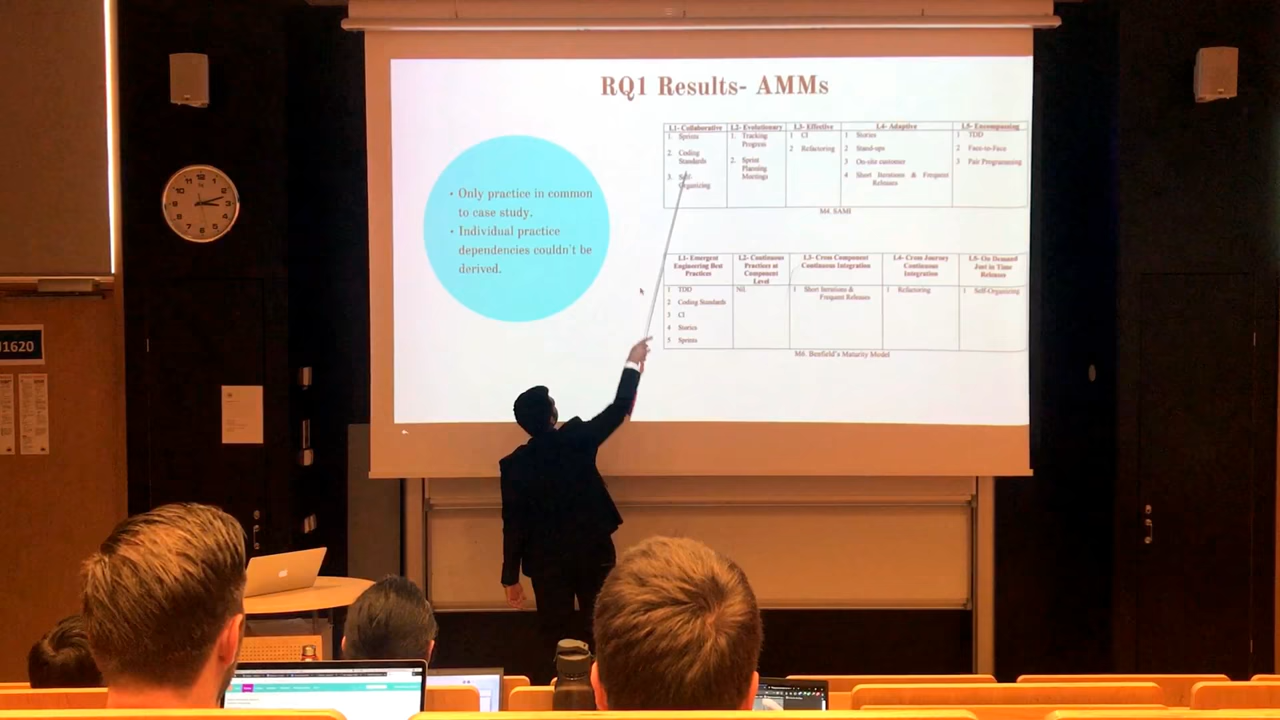 RQ1 Results- AMMs
• Only practice in common
to case study.
• Individual practice
dependencies couldn't be
derived.
L1- Collaborative
1. Sprints
2. Coding
Standards
3. Self-
Organizing
L2- Evolutionary
1. Tracking
Progress
2. Sprint
Planning
Meetings
L3- Effective
1 CI
2 Refactoring
L4- Adaptive
1 Stories
2 Stand-ups
3 On-site customer
4 Short Iterations & Frequent
Releases
L5- Encompassing
1 TDD
2 Face-to-Face
3 Pair Programming
M4. SAMI
L1- Emergent
Engineering Best
Practices
1 TDD
2 Coding Standards
3 CI
4 Stories
5 Sprints
L2- Continuous
Practices at
Component
Level
Nil
L3- Cross Component
Continuous Integration
1 Short Iterations &
Frequent Releases
L4- Cross Journey
Continuous
Integration
1 Refactoring
L5- On Demand
Just in Time
Releases
1 Self-Organizing
M6. Benfield's Maturity Model
1620